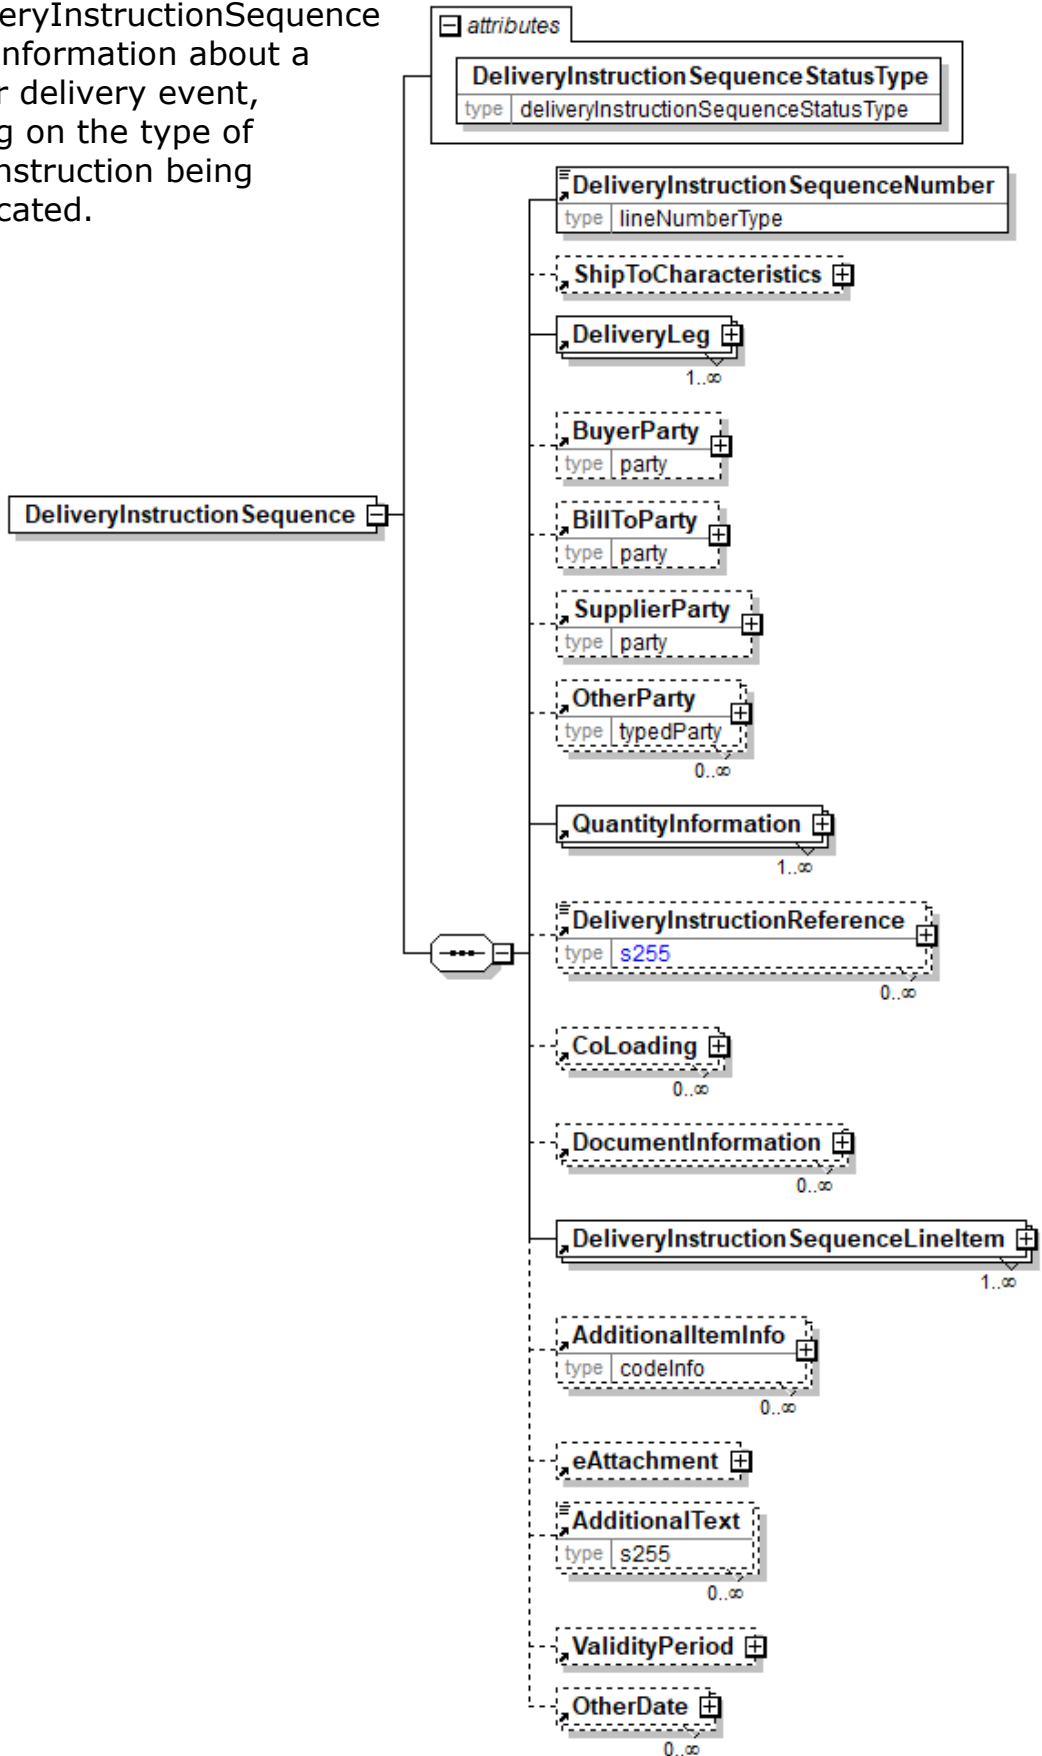 eryInstructionSequence
nformation about a
r delivery event,
g on the type of
nstruction being
cated.
attributes
DeliveryInstructionSequenceStatusType
type deliveryInstructionSequenceStatusType
DeliveryInstructionSequenceNumber
type lineNumberType
ShipToCharacteristics
DeliveryLeg
1..∞
BuyerParty
type party
DeliveryInstructionSequence
BillToParty
type party
SupplierParty
type party
OtherParty
type typedParty
0..∞
QuantityInformation
1..∞
DeliveryInstructionReference
type s255
0..∞
CoLoading
0..∞
DocumentInformation
0..∞
DeliveryInstructionSequenceLineItem
1..∞
AdditionalItemInfo
type codeInfo
0..∞
eAttachment
AdditionalText
type s255
0..∞
ValidityPeriod
OtherDate
0..∞